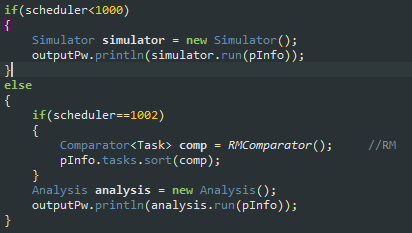 if(scheduler<1000)
{
    Simulator simulator = new Simulator();
    outputPw.println(simulator.run(pInfo));
}
else
{
    if(scheduler==1002)
    {
        Comparator<Task> comp = RMComparator();     //RM
        pInfo.tasks.sort(comp);
    }
    Analysis analysis = new Analysis();
    outputPw.println(analysis.run(pInfo));
}